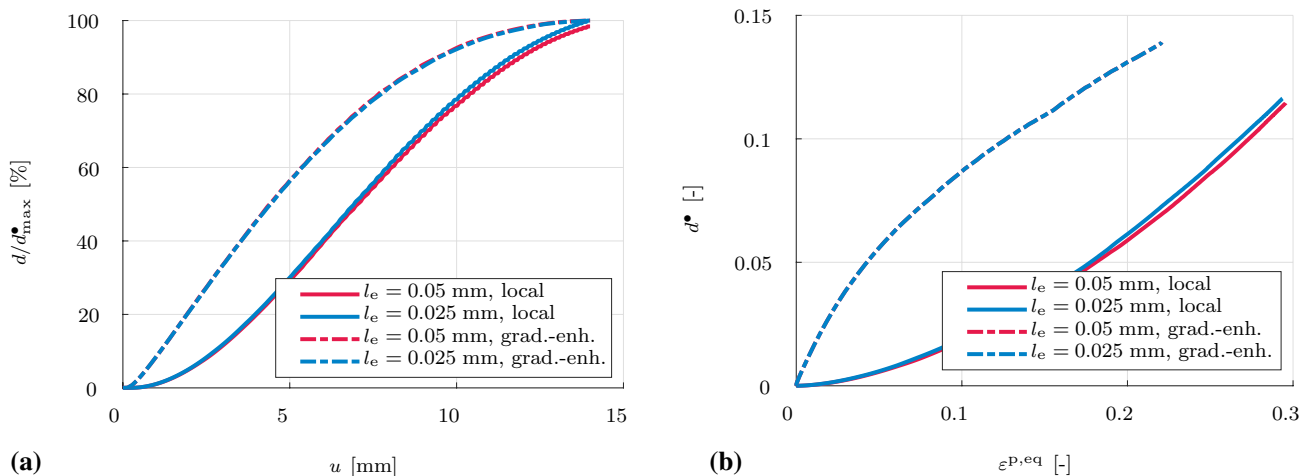 100
80
60
40
20
0
d/d•max [%]
0
5
10
15
u [mm]
le = 0.05 mm, local
le = 0.025 mm, local
le = 0.05 mm, grad.-enh.
le = 0.025 mm, grad.-enh.
(a)
0.15
0.1
0.05
0
d• [-]
0
0.1
0.2
0.3
εp,eq [-]
le = 0.05 mm, local
le = 0.025 mm, local
le = 0.05 mm, grad.-enh.
le = 0.025 mm, grad.-enh.
(b)